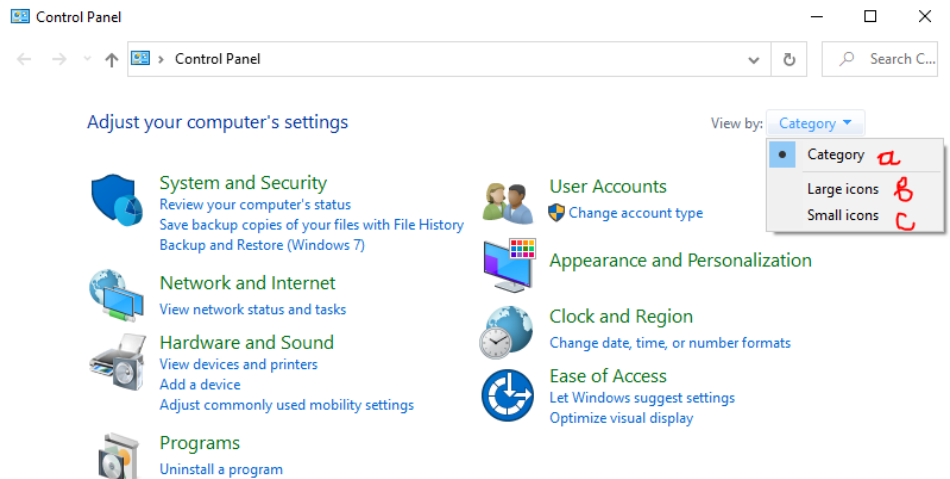 Control Panel
Control Panel
Search C...
Adjust your computer's settings
View by: Category
Category a
Large icons B
Small icons C
System and Security
Review your computer's status
Save backup copies of your files with File History
Backup and Restore (Windows 7)
Network and Internet
View network status and tasks
Hardware and Sound
View devices and printers
Add a device
Adjust commonly used mobility settings
Programs
Uninstall a program
User Accounts
Change account type
Appearance and Personalization
Clock and Region
Change date, time, or number formats
Ease of Access
Let Windows suggest settings
Optimize visual display